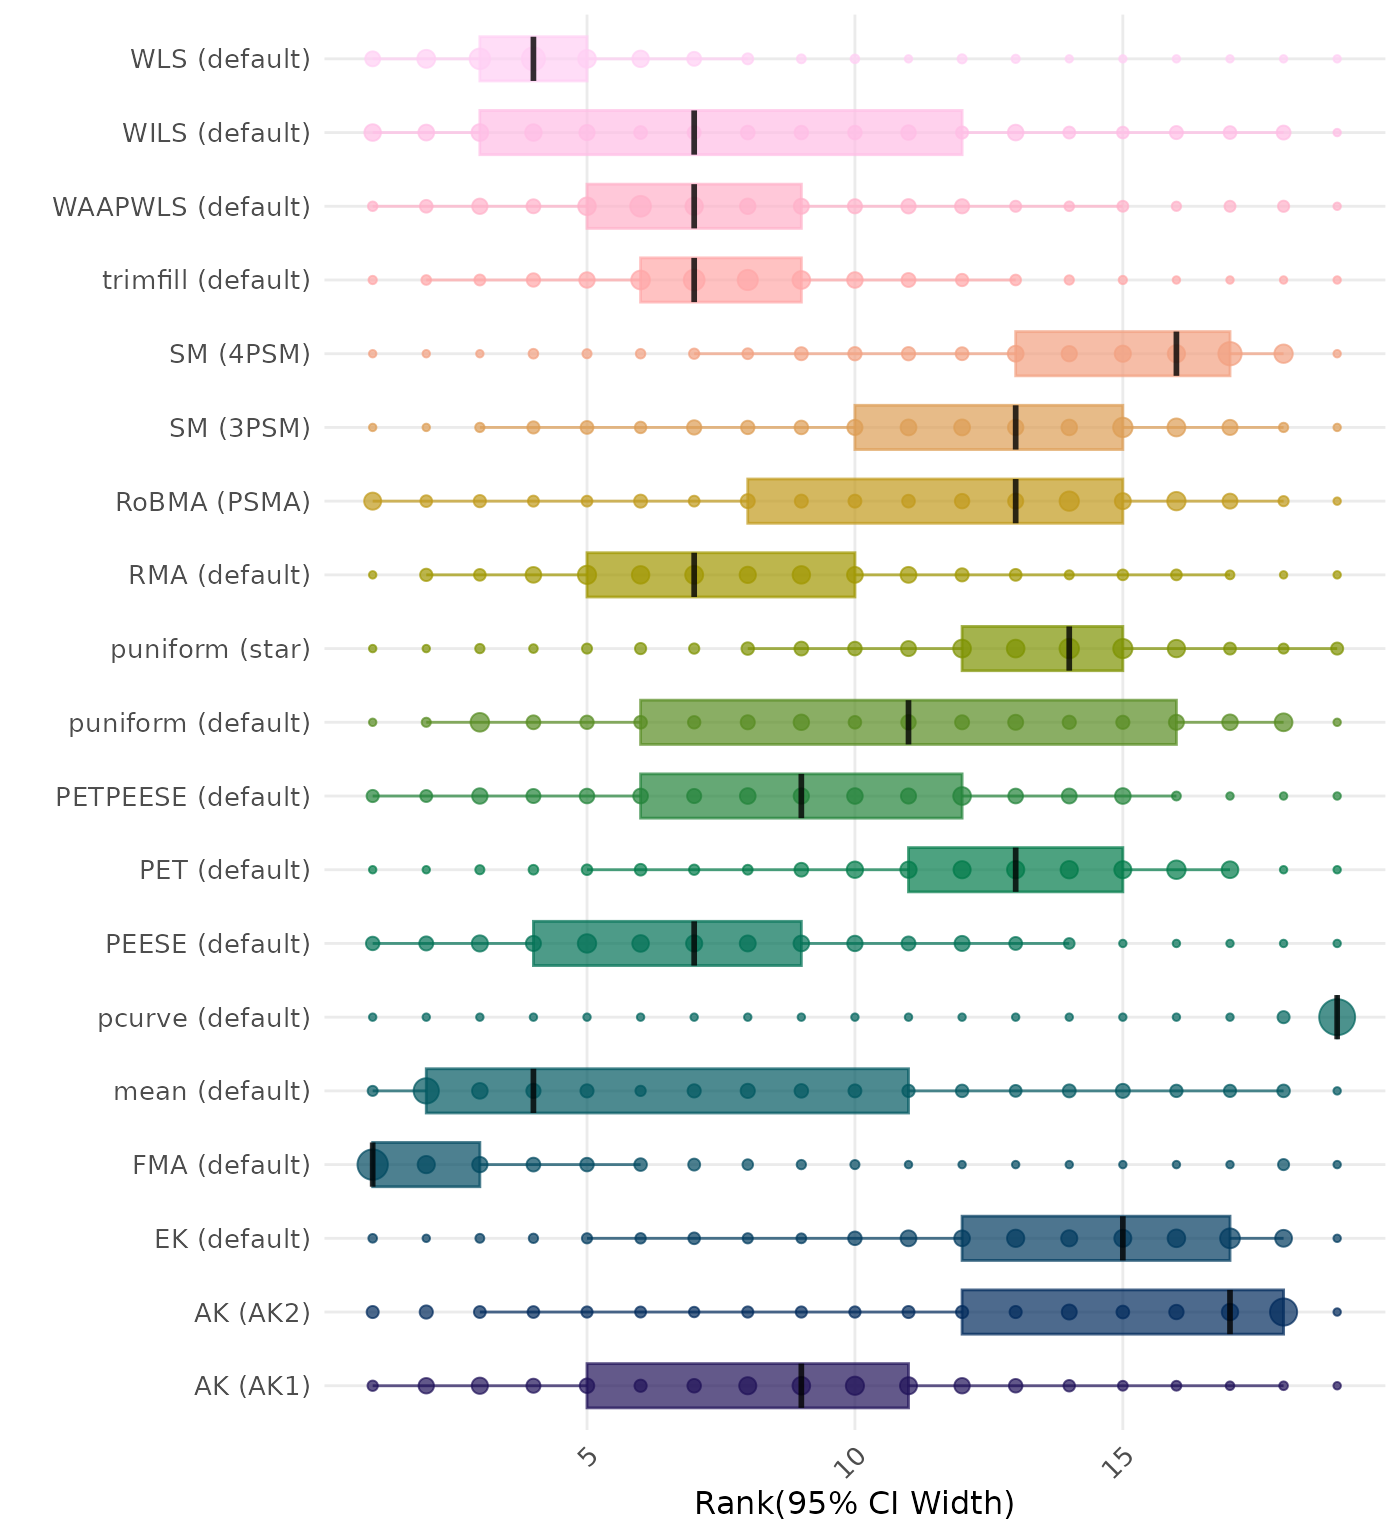 WLS (default)
WILS (default)
WAAPWLS (default)
trimfill (default)
SM (4PSM)
SM (3PSM)
RoBMA (PSMA)
RMA (default)
puniform (star)
puniform (default)
PETPEESE (default)
PET (default)
PEESE (default)
pcurve (default)
mean (default)
FMA (default)
EK (default)
AK (AK2)
AK (AK1)
5 10 15
Rank(95% CI Width)